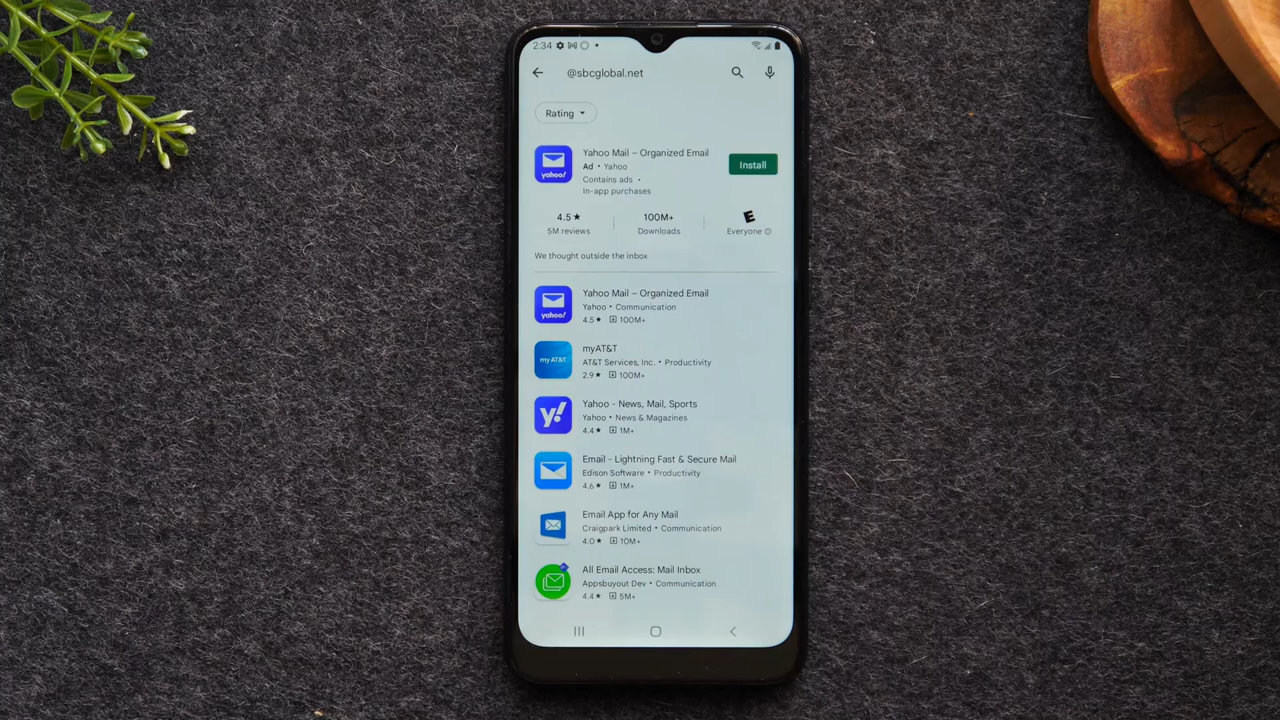 2:34
@sbcglobal.net
Rating
Yahoo Mail – Organized Email
Ad • Yahoo
Contains ads •
In-app purchases
Install
yahoo!
4.5★
5M reviews
100M+
Downloads
E
Everyone
We thought outside the inbox
Yahoo Mail – Organized Email
Yahoo • Communication
4.5★ 100M+
yahoo!
myAT&T
AT&T Services, Inc. • Productivity
2.9★ 100M+
my AT&T
Yahoo - News, Mail, Sports
Yahoo • News & Magazines
4.4★ 1M+
y!
Email - Lightning Fast & Secure Mail
Edison Software • Productivity
4.6★ 1M+
Email App for Any Mail
Craigpark Limited • Communication
4.0★ 10M+
All Email Access: Mail Inbox
Appsbuyout Dev • Communication
4.4★ 5M+